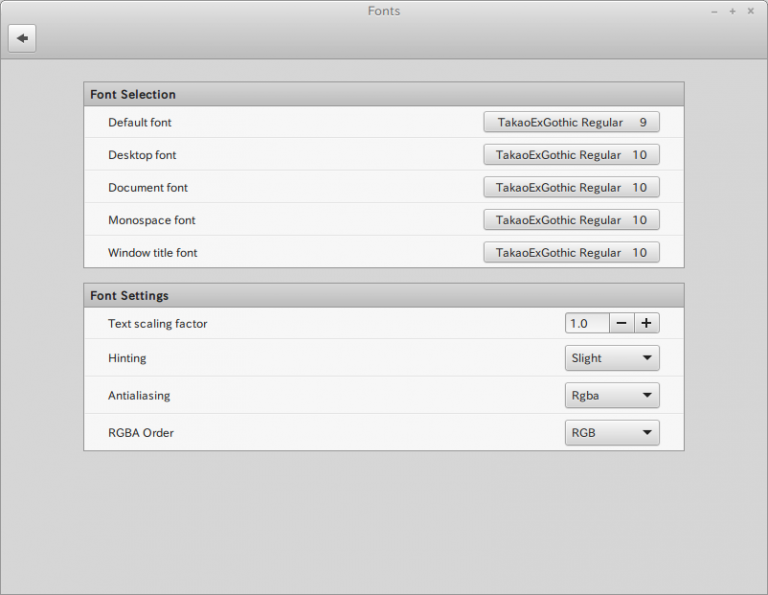 Fonts
Font Selection
Default font TakaoExGothic Regular 9
Desktop font TakaoExGothic Regular 10
Document font TakaoExGothic Regular 10
Monospace font TakaoExGothic Regular 10
Window title font TakaoExGothic Regular 10
Font Settings
Text scaling factor 1.0
Hinting Slight
Antialiasing Rgba
RGBA Order RGB